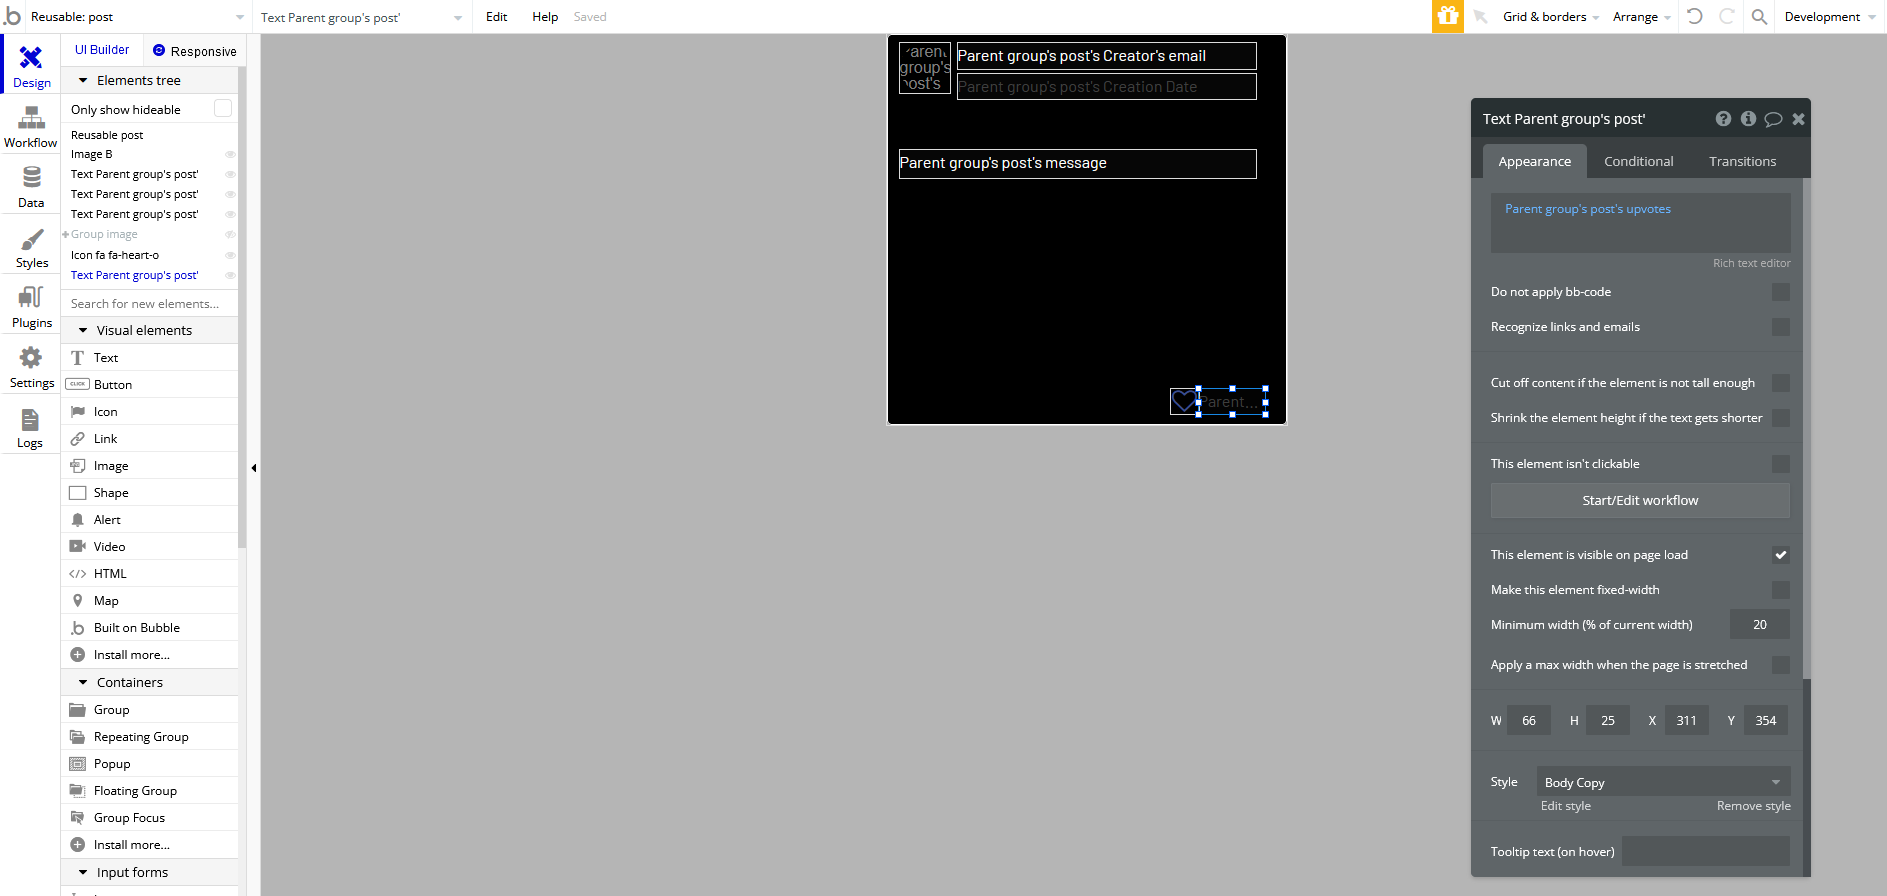 Reusable: post
Text Parent group's post'
Edit
Help
Saved
Grid & borders
Arrange
Development
Design
Workflow
Data
Styles
Plugins
Settings
Logs
UI Builder
Responsive
Elements tree
Only show hideable
Reusable post
Image B
Text Parent group's post'
Text Parent group's post'
Text Parent group's post'
Group image
Icon fa fa-heart-o
Text Parent group's post'
Search for new elements...
Visual elements
Text
CLICK Button
Icon
Link
Image
Shape
Alert
Video
HTML
Map
Built on Bubble
Install more...
Containers
Group
Repeating Group
Popup
Floating Group
Group Focus
Install more...
Input forms
group's
post's
Parent group's post's Creator's email
Parent group's post's Creation Date
Parent group's post's message
Parent...
Text Parent group's post'
Appearance
Conditional
Transitions
Parent group's post's upvotes
Rich text editor
Do not apply bb-code
Recognize links and emails
Cut off content if the element is not tall enough
Shrink the element height if the text gets shorter
This element isn't clickable
Start/Edit workflow
This element is visible on page load
Make this element fixed-width
Minimum width (% of current width) 20
Apply a max width when the page is stretched
W 66 H 25 X 311 Y 354
Style Body Copy
Edit style
Remove style
Tooltip text (on hover)